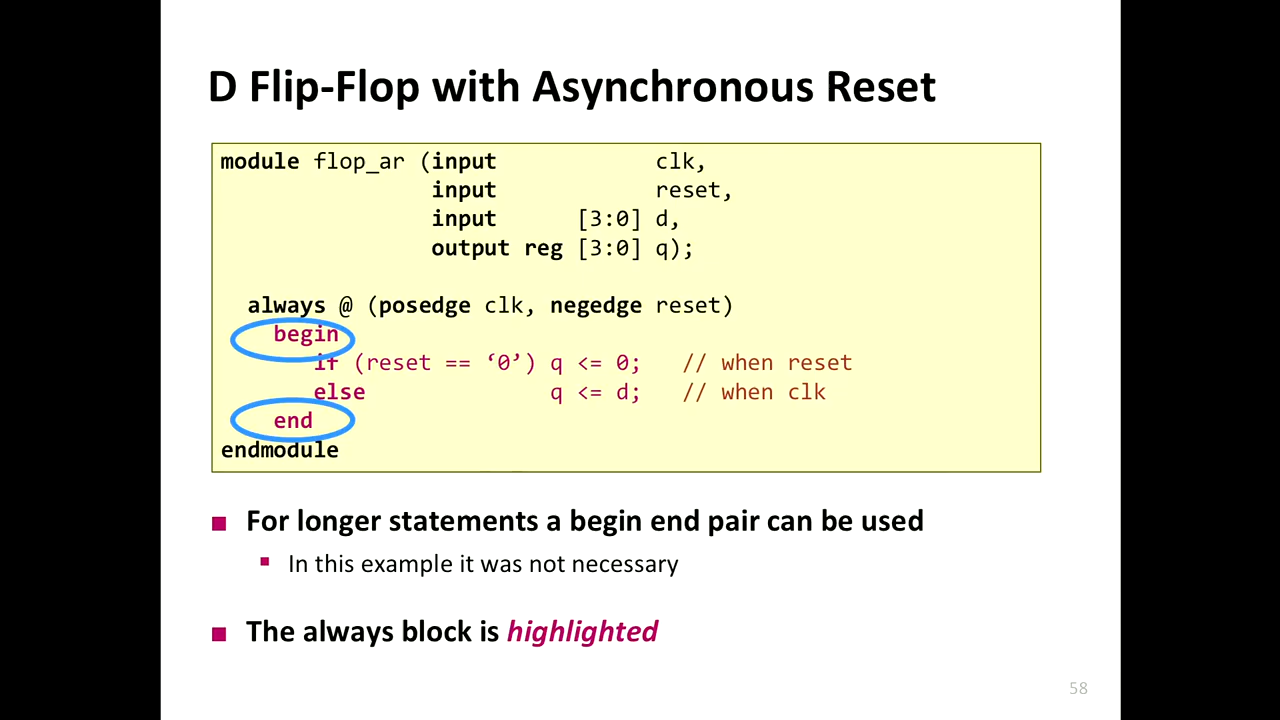 D Flip-Flop with Asynchronous Reset
module flop_ar (input            clk,
                input            reset,
                input      [3:0] d,
                output reg [3:0] q);
  always @ (posedge clk, negedge reset)
    begin
       if (reset == ‘0’) q <= 0;   // when reset
       else              q <= d;   // when clk
    end
endmodule
■ For longer statements a begin end pair can be used
▪ In this example it was not necessary
■ The always block is highlighted
58